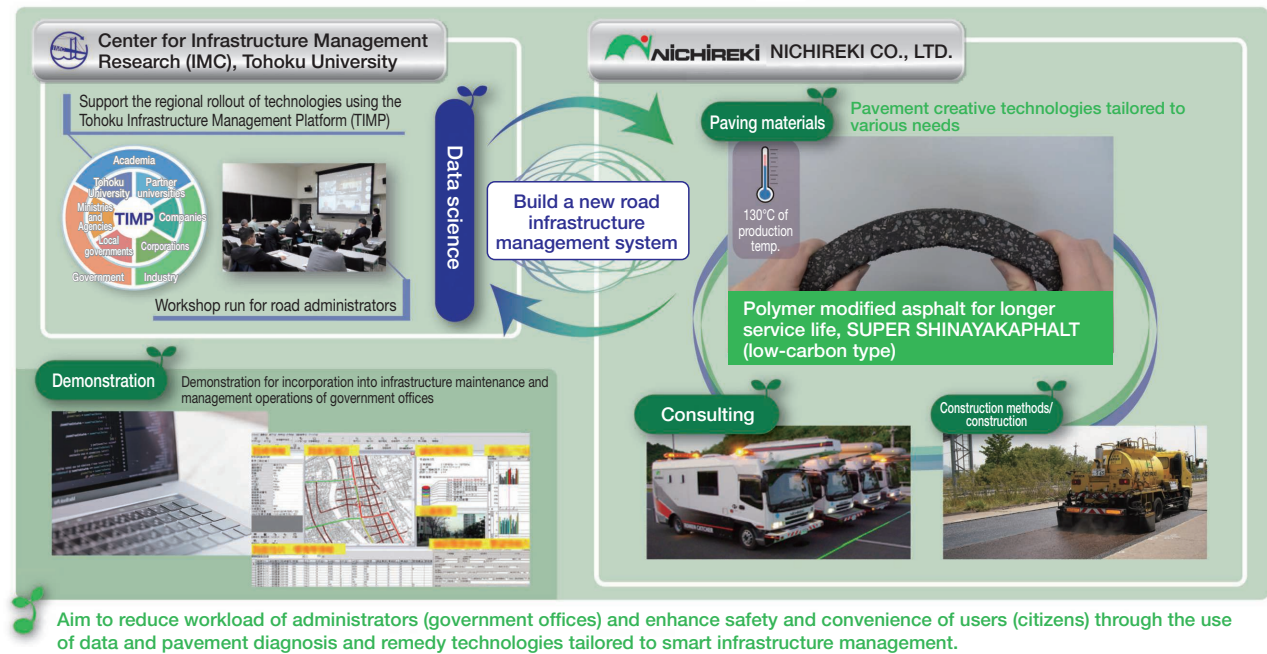 Center for Infrastructure Management
Research (IMC), Tohoku University
Support the regional rollout of technologies using the
Tohoku Infrastructure Management Platform (TIMP)
Academia
Tohoku
University
Partner
universities
Ministries
and
Agencies
TIMP
Companies
Local
governments
Corporations
Government
Industry
Workshop run for road administrators
Data science
Build a new road
infrastructure
management system
NICHIREKI NICHIREKI CO., LTD.
Paving materials
Pavement creative technologies tailored to
various needs
130°C of
production
temp.
Polymer modified asphalt for longer
service life, SUPER SHINAYAKAPHALT
(low-carbon type)
Consulting
Construction methods/
construction
Demonstration
Demonstration for incorporation into infrastructure maintenance and
management operations of government offices
Aim to reduce workload of administrators (government offices) and enhance safety and convenience of users (citizens) through the use
of data and pavement diagnosis and remedy technologies tailored to smart infrastructure management.